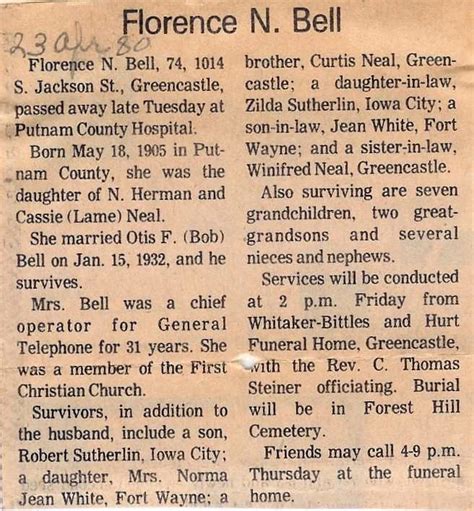 Florence N. Bell
23 Apr 80
Florence N. Bell, 74, 1014
S. Jackson St., Greencastle,
passed away late Tuesday at
Putnam County Hospital.
Born May 18, 1905 in Put-
nam County, she was the
daughter of N. Herman and
Cassie (Lame) Neal.
She married Otis F. (Bob)
Bell on Jan. 15, 1932, and he
survives.
Mrs. Bell was a chief
operator for General
Telephone for 31 years. She
was a member of the First
Christian Church.
Survivors, in addition to
the husband, include a son,
Robert Sutherlin, Iowa City;
a daughter, Mrs. Norma
Jean White, Fort Wayne; a
brother, Curtis Neal, Green-
castle; a daughter-in-law,
Zilda Sutherlin, Iowa City; a
son-in-law, Jean White, Fort
Wayne; and a sister-in-law,
Winifred Neal, Greencastle.
Also surviving are seven
grandchildren, two great-
grandsons and several
nieces and nephews.
Services will be conducted
at 2 p.m. Friday from
Whitaker-Bittles and Hurt
Funeral Home, Greencastle,
with the Rev. C. Thomas
Steiner officiating. Burial
will be in Forest Hill
Cemetery.
Friends may call 4-9 p.m.
Thursday at the funeral
home.